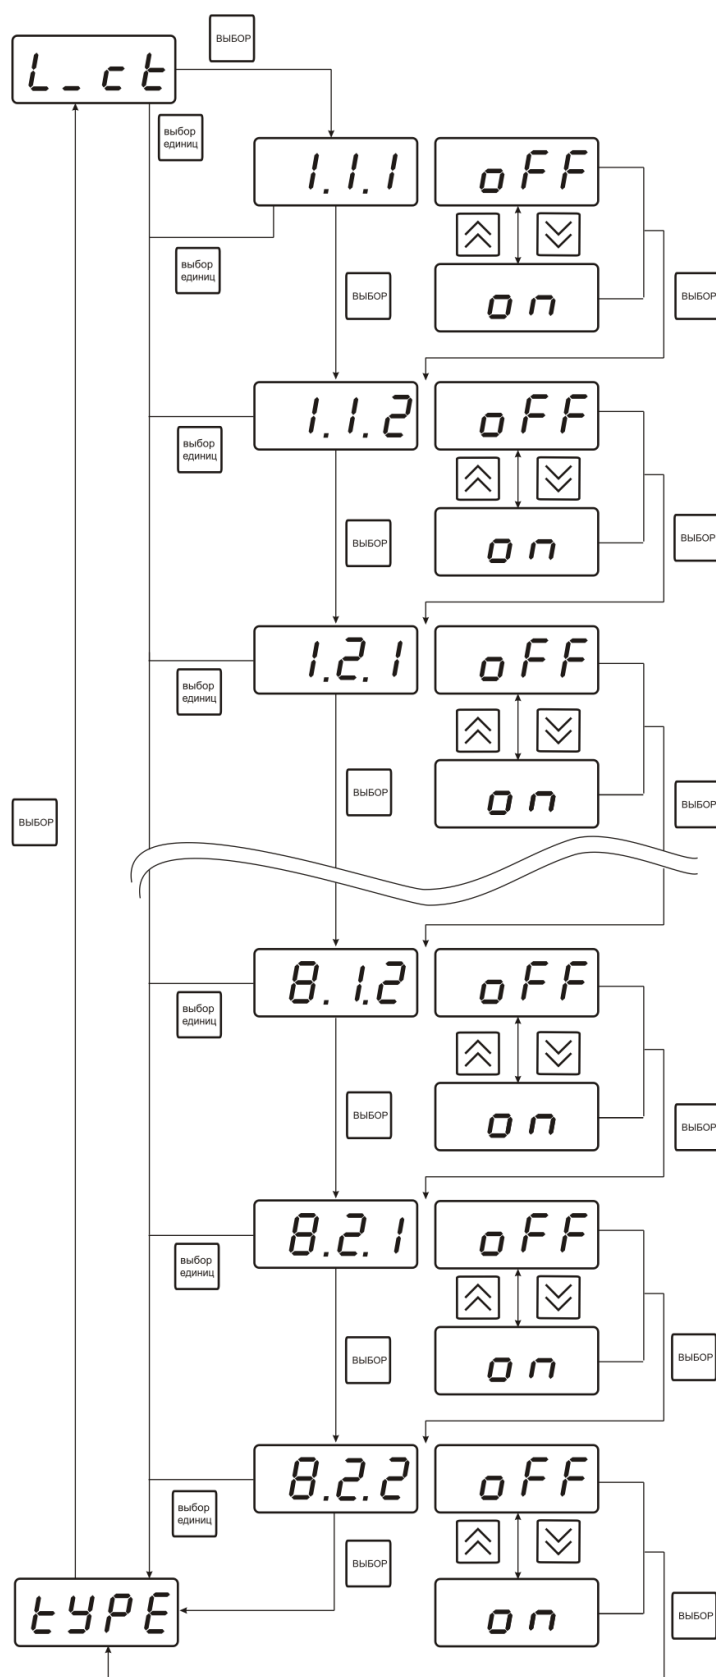 ВЫБОР
L_ct
выбор
единиц
1.1.1
oFF
выбор
единиц
ВЫБОР
on
ВЫБОР
1.1.2
oFF
выбор
единиц
ВЫБОР
on
ВЫБОР
1.2.1
oFF
выбор
единиц
ВЫБОР
on
ВЫБОР
ВЫБОР
8.1.2
oFF
выбор
единиц
ВЫБОР
on
ВЫБОР
8.2.1
oFF
выбор
единиц
ВЫБОР
on
ВЫБОР
8.2.2
oFF
выбор
единиц
ВЫБОР
tYPE
on
ВЫБОР